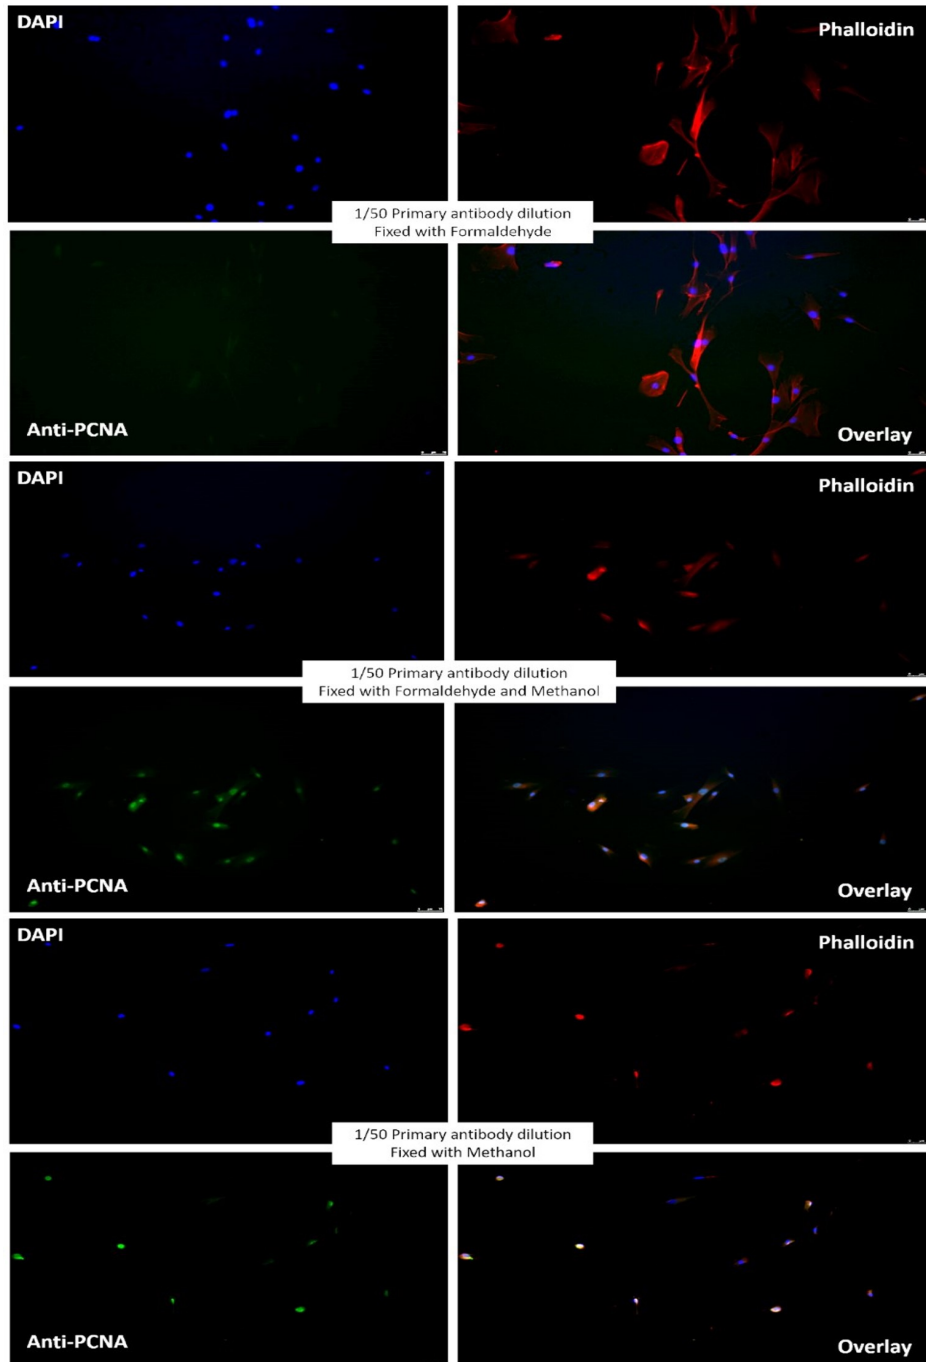 DAPI
Phalloidin
1/50 Primary antibody dilution
Fixed with Formaldehyde
Anti-PCNA
Overlay
DAPI
Phalloidin
1/50 Primary antibody dilution
Fixed with Formaldehyde and Methanol
Anti-PCNA
Overlay
DAPI
Phalloidin
1/50 Primary antibody dilution
Fixed with Methanol
Anti-PCNA
Overlay